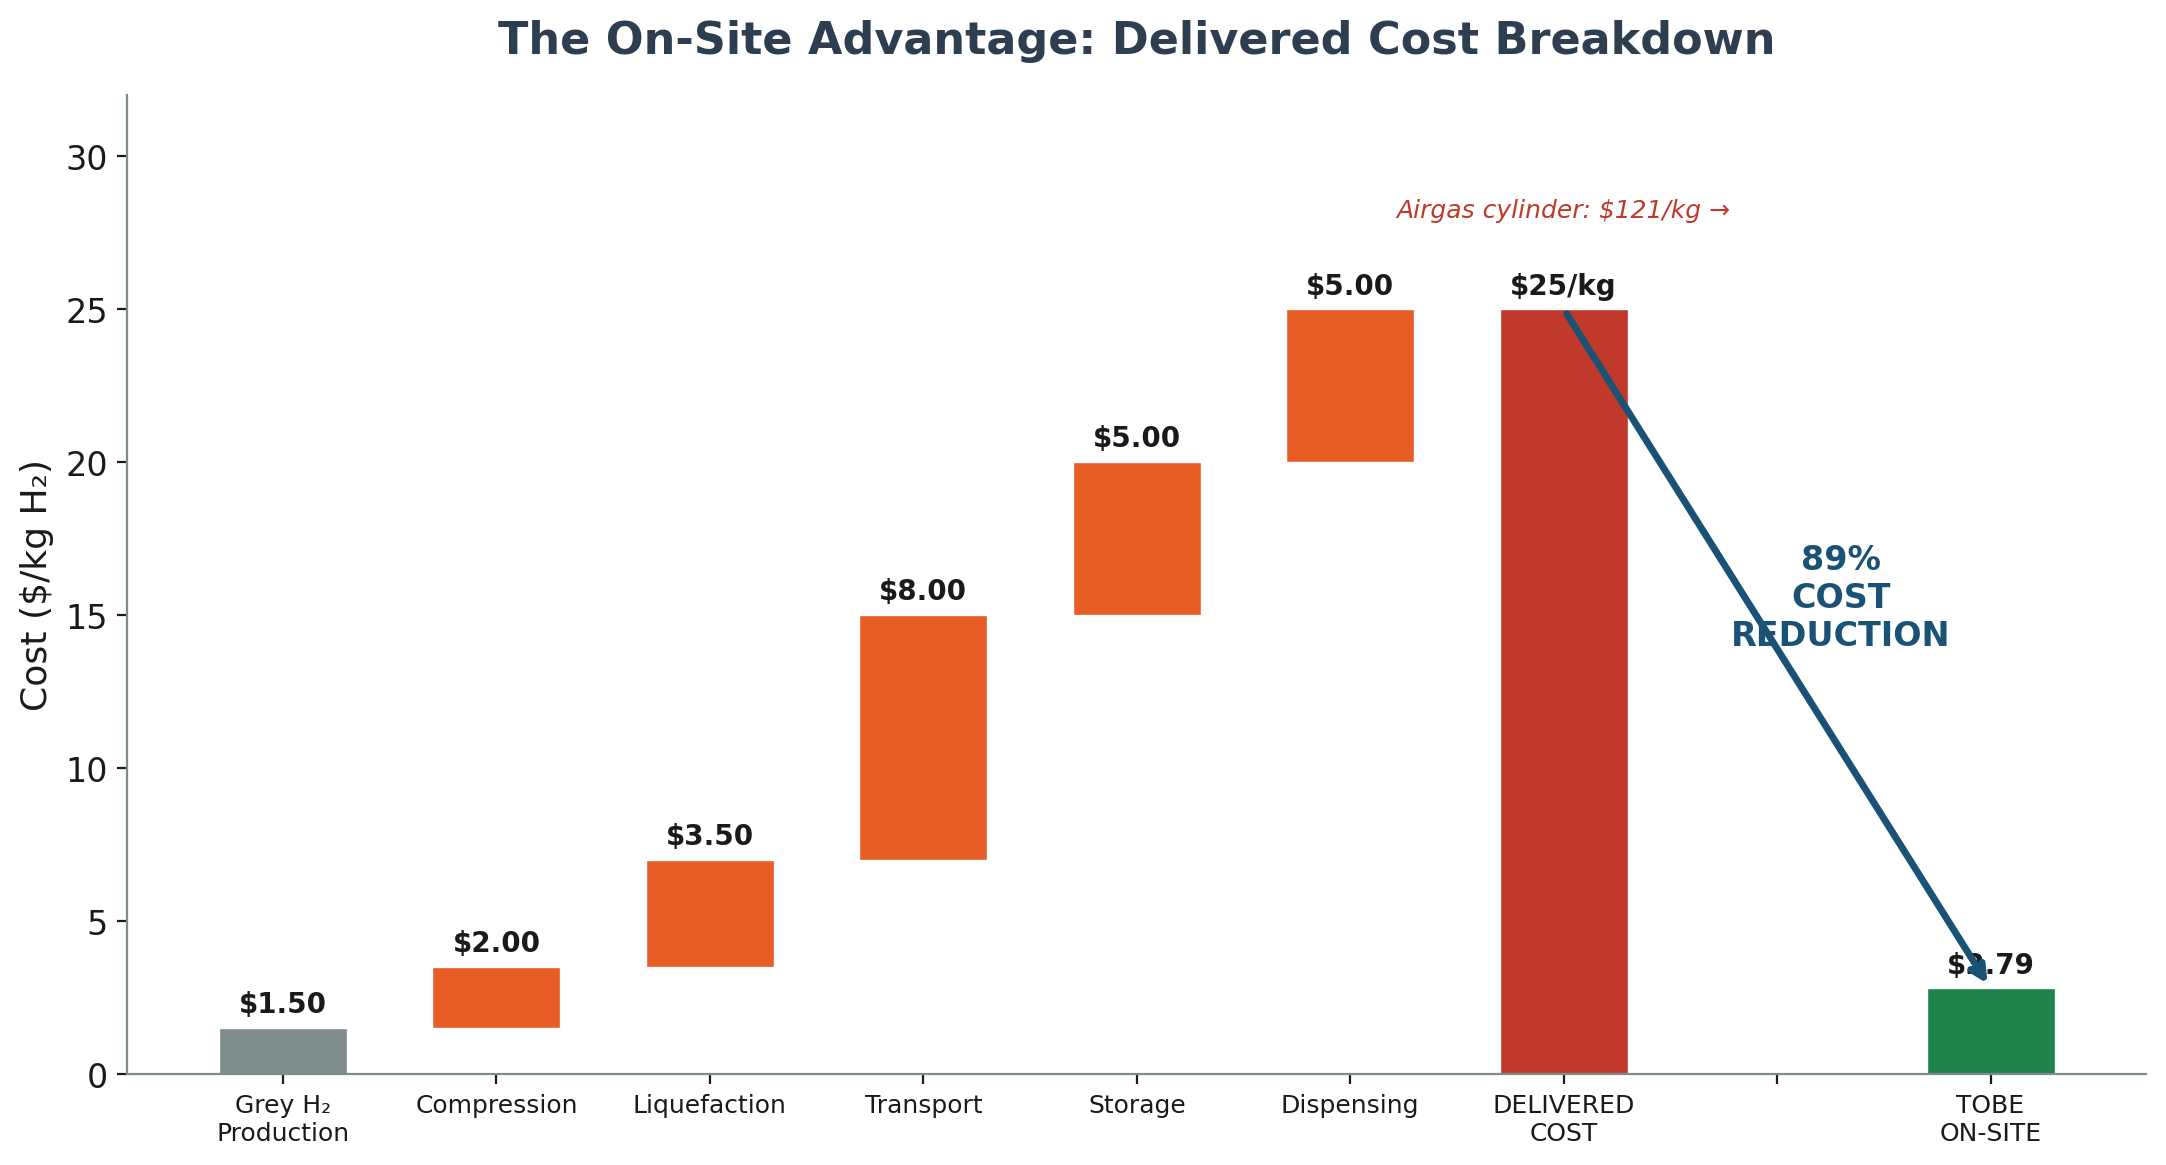 The On-Site Advantage: Delivered Cost Breakdown
Cost ($/kg H₂)
30
25
20
15
10
5
0
Airgas cylinder: $121/kg →
$1.50
$2.00
$3.50
$8.00
$5.00
$5.00
$25/kg
$2.79
89%
COST
REDUCTION
Grey H₂
Production
Compression
Liquefaction
Transport
Storage
Dispensing
DELIVERED
COST
TOBE
ON-SITE